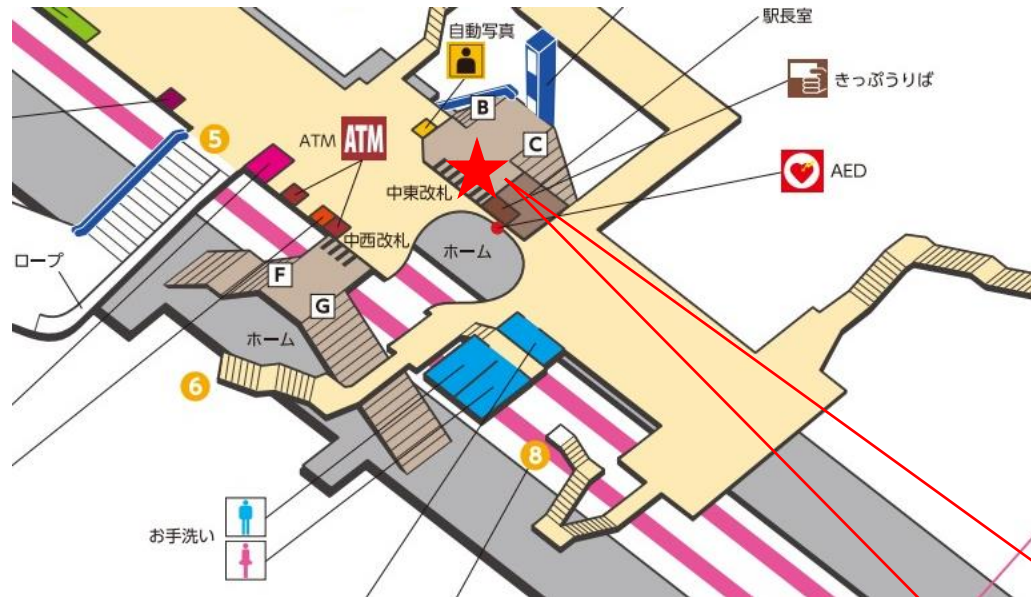 駅長室
自動写真
きっぷうりば
B
C
5
ATM ATM
AED
中東改札
中西改札
ホーム
ロープ
F
G
ホーム
6
8
お手洗い